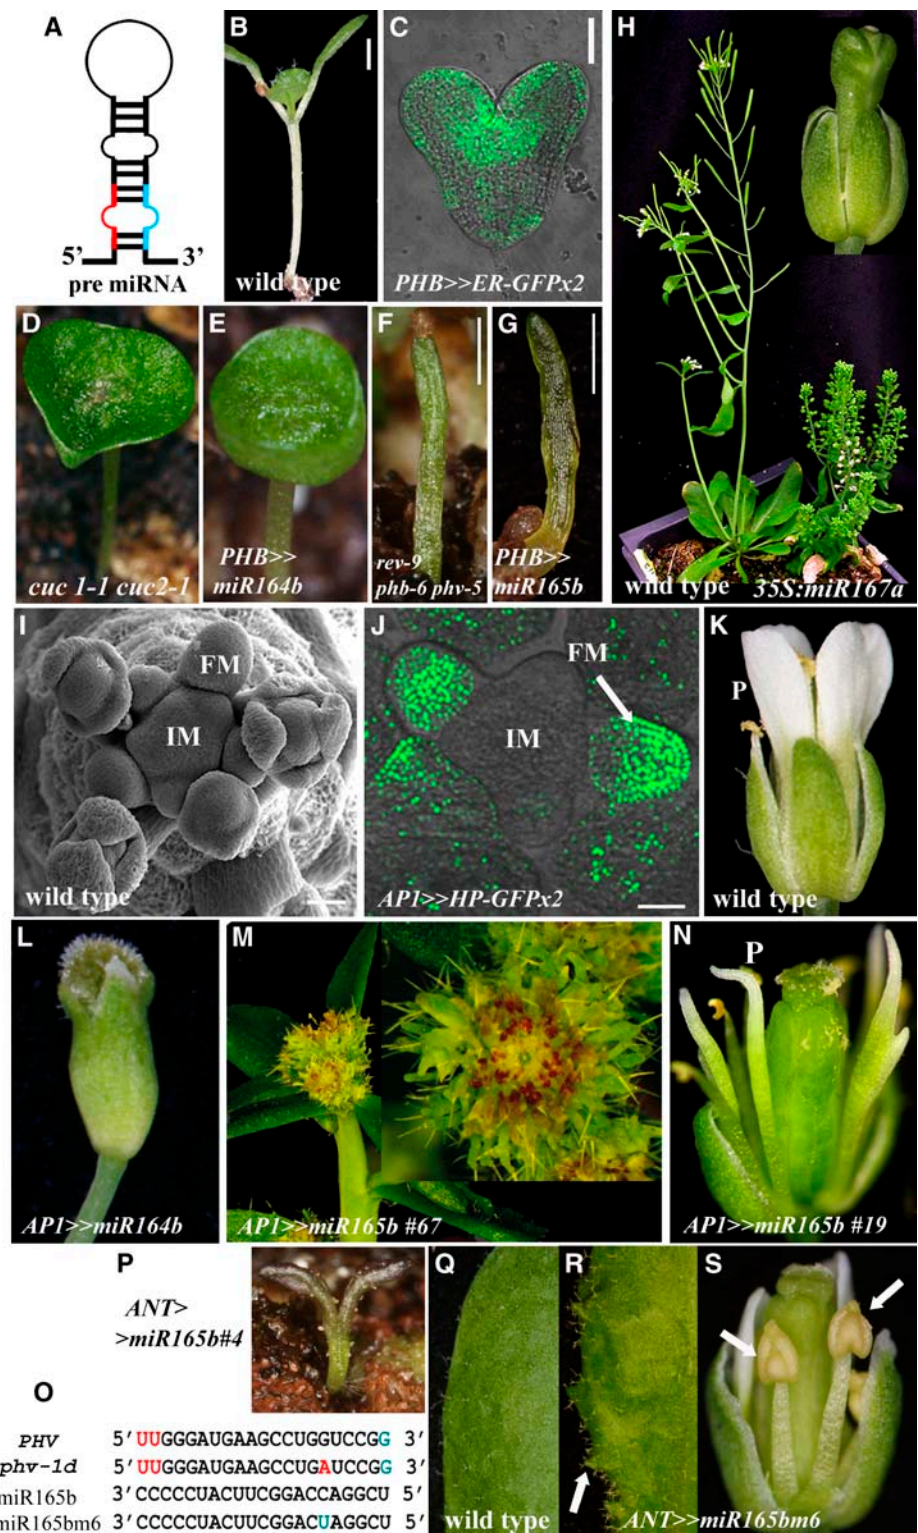 A
B
C
H
5’
3’
pre miRNA
wild type
PHB>>ER-GFPx2
D
E
F
G
cuc 1-1 cuc2-1
PHB>>
miR164b
rev-9
phb-6 phv-5
PHB>>
miR165b
wild type
35S:miR167a
I
J
K
FM
IM
FM
IM
P
wild type
AP1>>HP-GFPx2
wild type
L
M
N
P
AP1>>miR164b
AP1>>miR165b #67
AP1>>miR165b #19
P
Q
R
S
ANT>
>miR165b#4
O
PHV 5′ UUGGGAUGAAGCCUGGUCCGG 3′
phv-1d 5′ UUGGGAUGAAGCCUGAUCCGG 3′
miR165b 3′ CCCCCUACUUCGGACCAGGCU 5′
miR165bm6 3′ CCCCCUACUUCGGACUAGGCU 5′
wild type
ANT>>miR165bm6